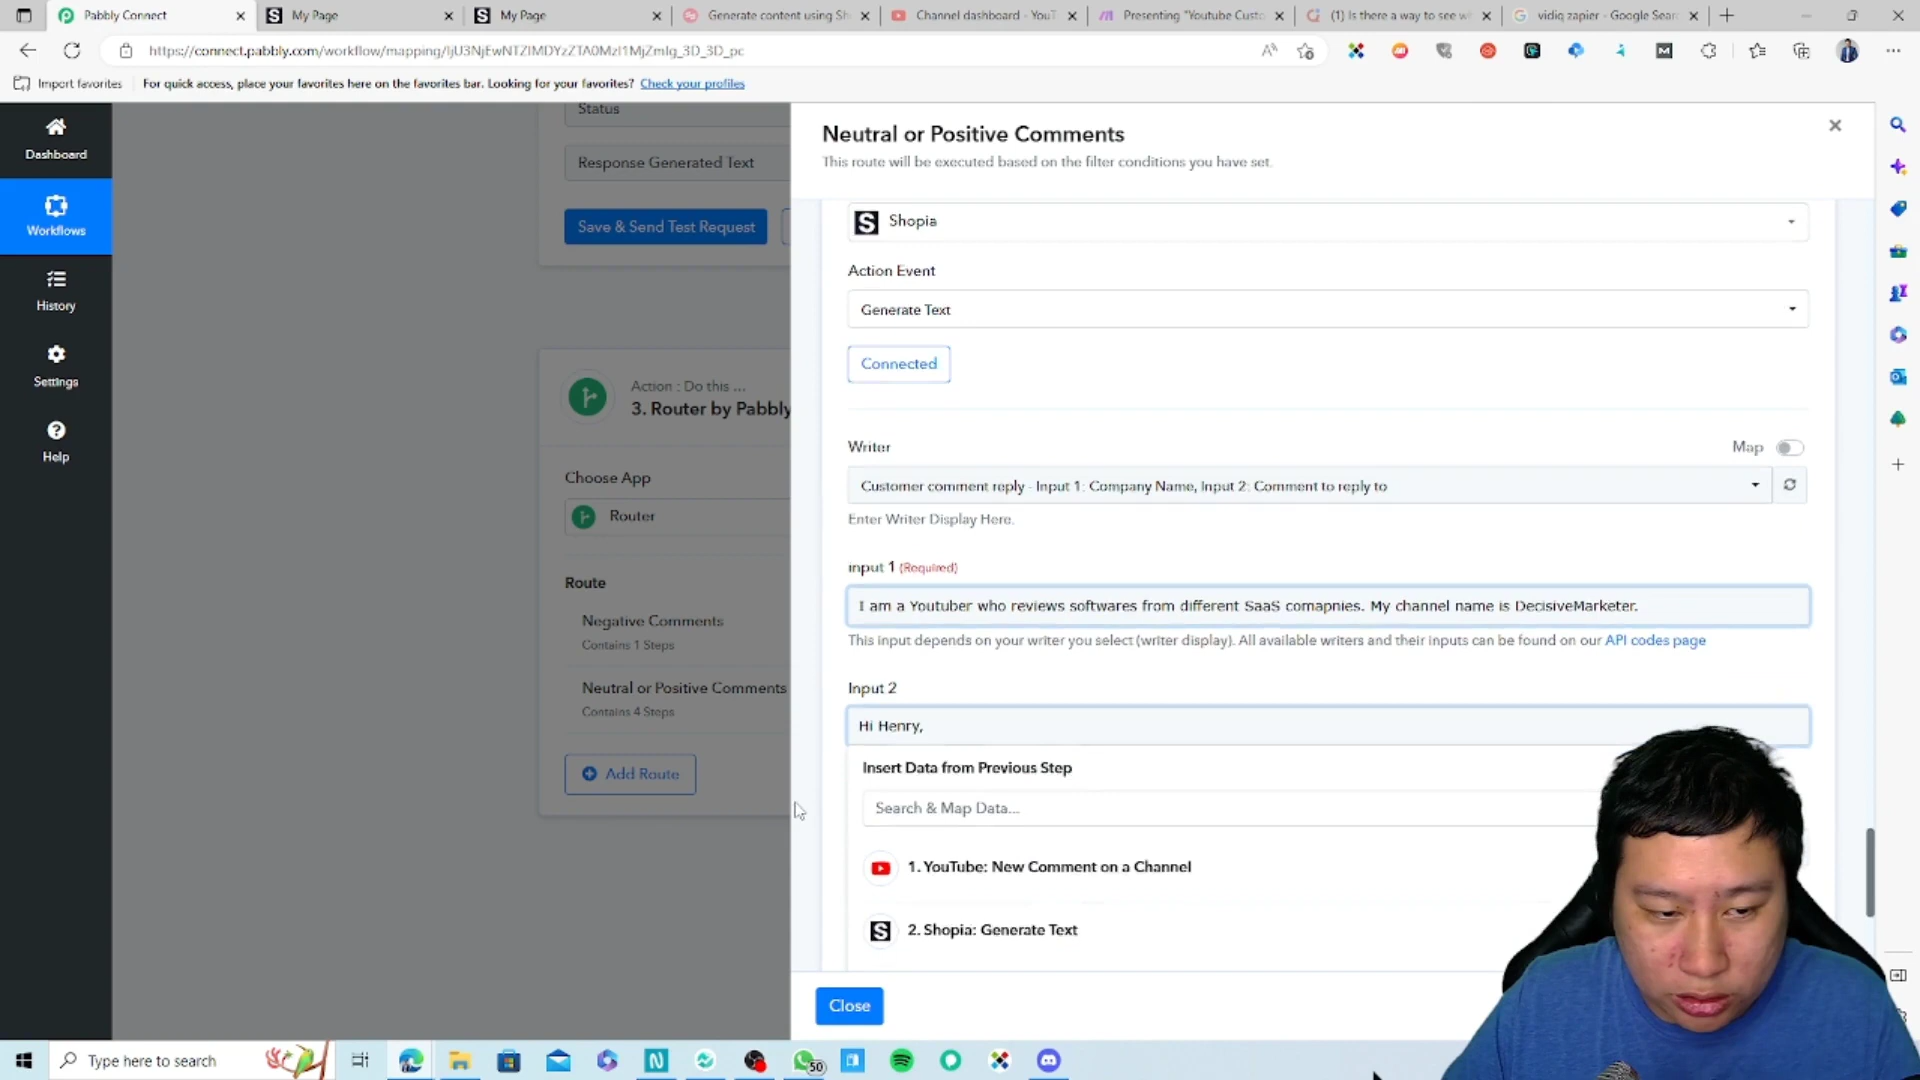 Pabbly Connect
My Page
My Page
Generate content using Sh
Channel dashboard - YouT
Presenting "Youtube Custo
(1) Is there a way to see w
vidiq zapier - Google Sear
https://connect.pabbly.com/workflow/mapping/IjU3NjEwNTZlMDYzZTA0MzI1MjZmIg_3D_3D_pc
Import favorites
For quick access, place your favorites here on the favorites bar. Looking for your favorites? Check your profiles
Dashboard
Workflows
History
Settings
Help
Status
Response Generated Text
Save & Send Test Request
Action : Do this ...
3. Router by Pabbly
Choose App
Router
Route
Negative Comments
Contains 1 Steps
Neutral or Positive Comments
Contains 4 Steps
Add Route
Neutral or Positive Comments
This route will be executed based on the filter conditions you have set.
Shopia
Action Event
Generate Text
Connected
Writer
Map
Customer comment reply - Input 1: Company Name, Input 2: Comment to reply to
Enter Writer Display Here.
input 1 (Required)
I am a Youtuber who reviews softwares from different SaaS comapnies. My channel name is DecisiveMarketer.
This input depends on your writer you select (writer display). All available writers and their inputs can be found on our API codes page
Input 2
Hi Henry,
Insert Data from Previous Step
Search & Map Data...
1. YouTube: New Comment on a Channel
2. Shopia: Generate Text
Close
Type here to search
50